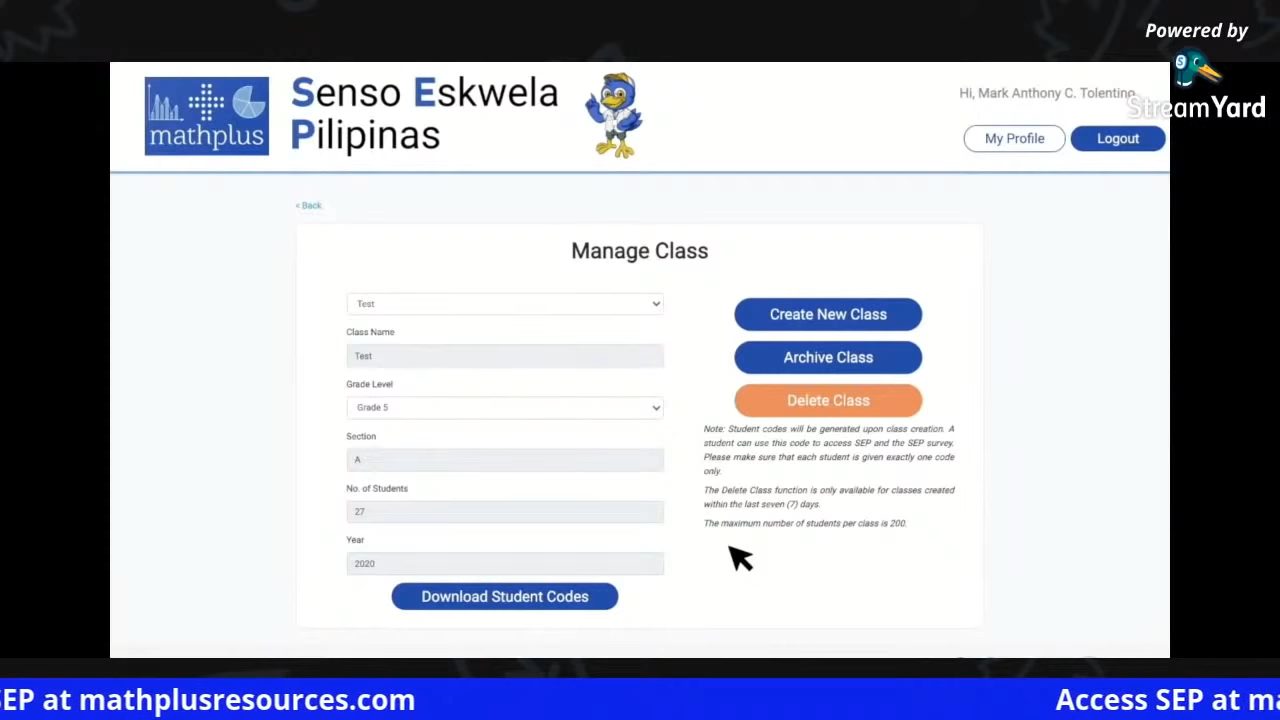 Powered by
StreamYard
mathplus
Senso Eskwela
Pilipinas
Hi, Mark Anthony C. Tolentino
My Profile
Logout
< Back
Manage Class
Test
Class Name
Test
Grade Level
Grade 5
Section
A
No. of Students
27
Year
2020
Download Student Codes
Create New Class
Archive Class
Delete Class
Note: Student codes will be generated upon class creation. A
student can use this code to access SEP and the SEP survey.
Please make sure that each student is given exactly one code
only.
The Delete Class function is only available for classes created
within the last seven (7) days.
The maximum number of students per class is 200.
SEP at mathplusresources.com
Access SEP at ma